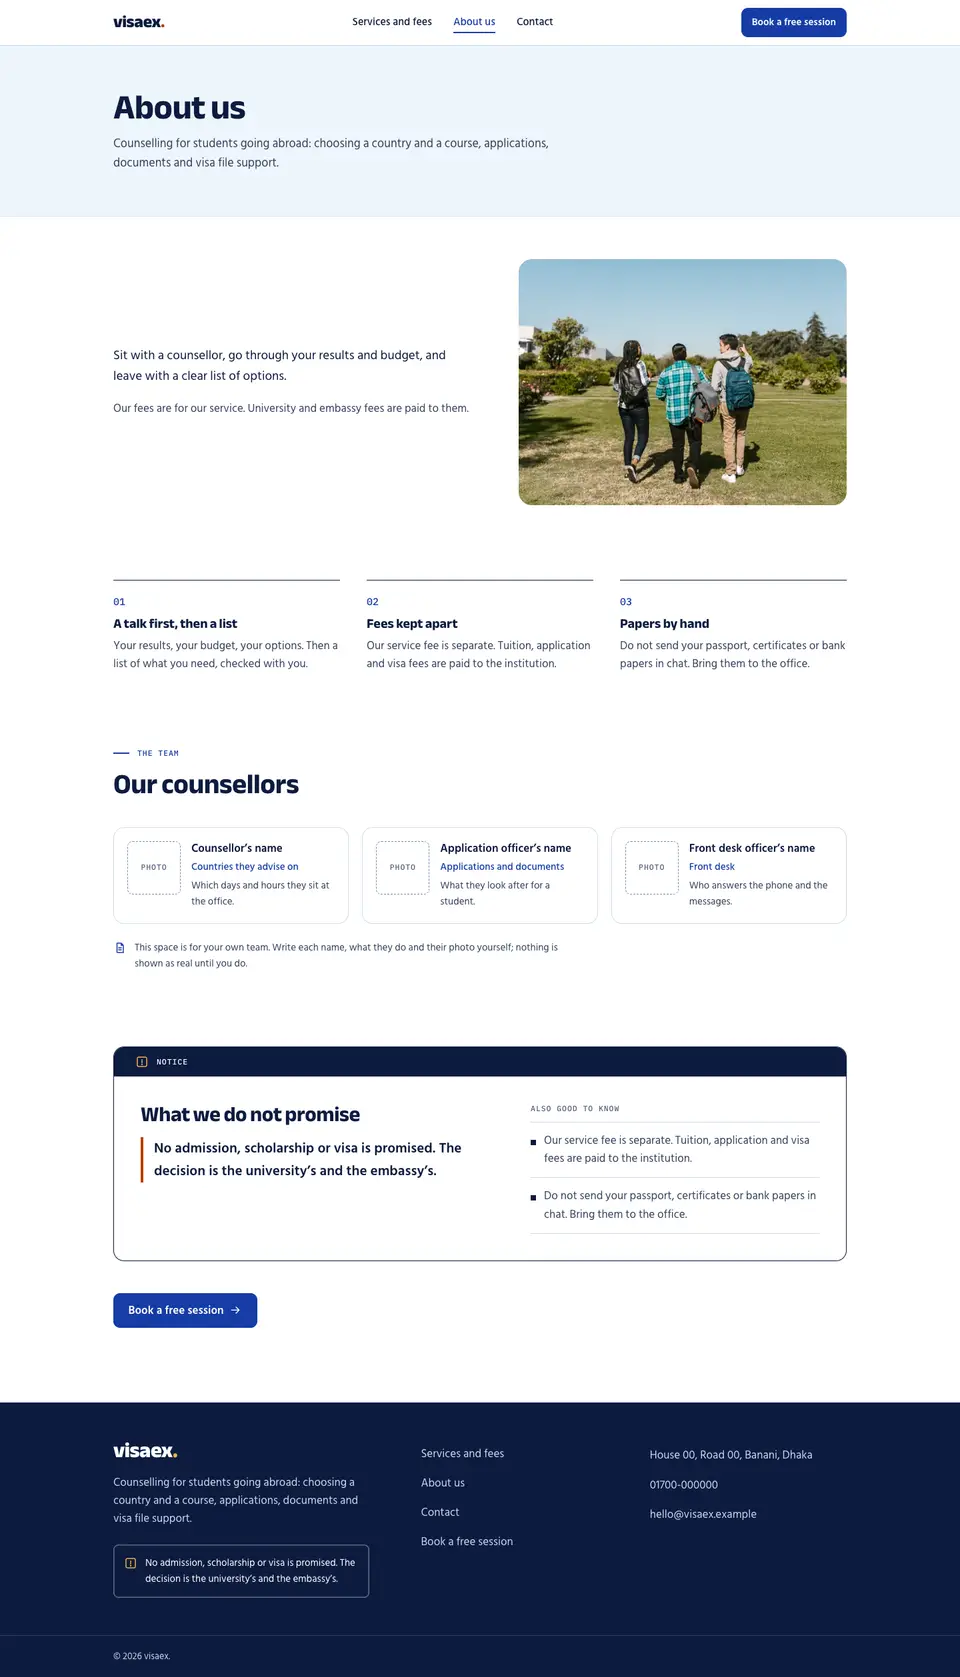 visaex.
Services and fees
About us
Contact
Book a free session
About us
Counselling for students going abroad: choosing a country and a course, applications,
documents and visa file support.
Sit with a counsellor, go through your results and budget, and
leave with a clear list of options.
Our fees are for our service. University and embassy fees are paid to them.
01
A talk first, then a list
Your results, your budget, your options. Then a
list of what you need, checked with you.
02
Fees kept apart
Our service fee is separate. Tuition, application
and visa fees are paid to the institution.
03
Papers by hand
Do not send your passport, certificates or bank
papers in chat. Bring them to the office.
THE TEAM
Our counsellors
PHOTO
Counsellor’s name
Countries they advise on
Which days and hours they sit at
the office.
PHOTO
Application officer’s name
Applications and documents
What they look after for a
student.
PHOTO
Front desk officer’s name
Front desk
Who answers the phone and the
messages.
This space is for your own team. Write each name, what they do and their photo yourself; nothing is
shown as real until you do.
NOTICE
What we do not promise
No admission, scholarship or visa is promised. The
decision is the university’s and the embassy’s.
ALSO GOOD TO KNOW
Our service fee is separate. Tuition, application and visa
fees are paid to the institution.
Do not send your passport, certificates or bank papers in
chat. Bring them to the office.
Book a free session →
visaex.
Counselling for students going abroad: choosing a
country and a course, applications, documents and
visa file support.
No admission, scholarship or visa is promised. The
decision is the university’s and the embassy’s.
Services and fees
About us
Contact
Book a free session
House 00, Road 00, Banani, Dhaka
01700-000000
hello@visaex.example
© 2026 visaex.